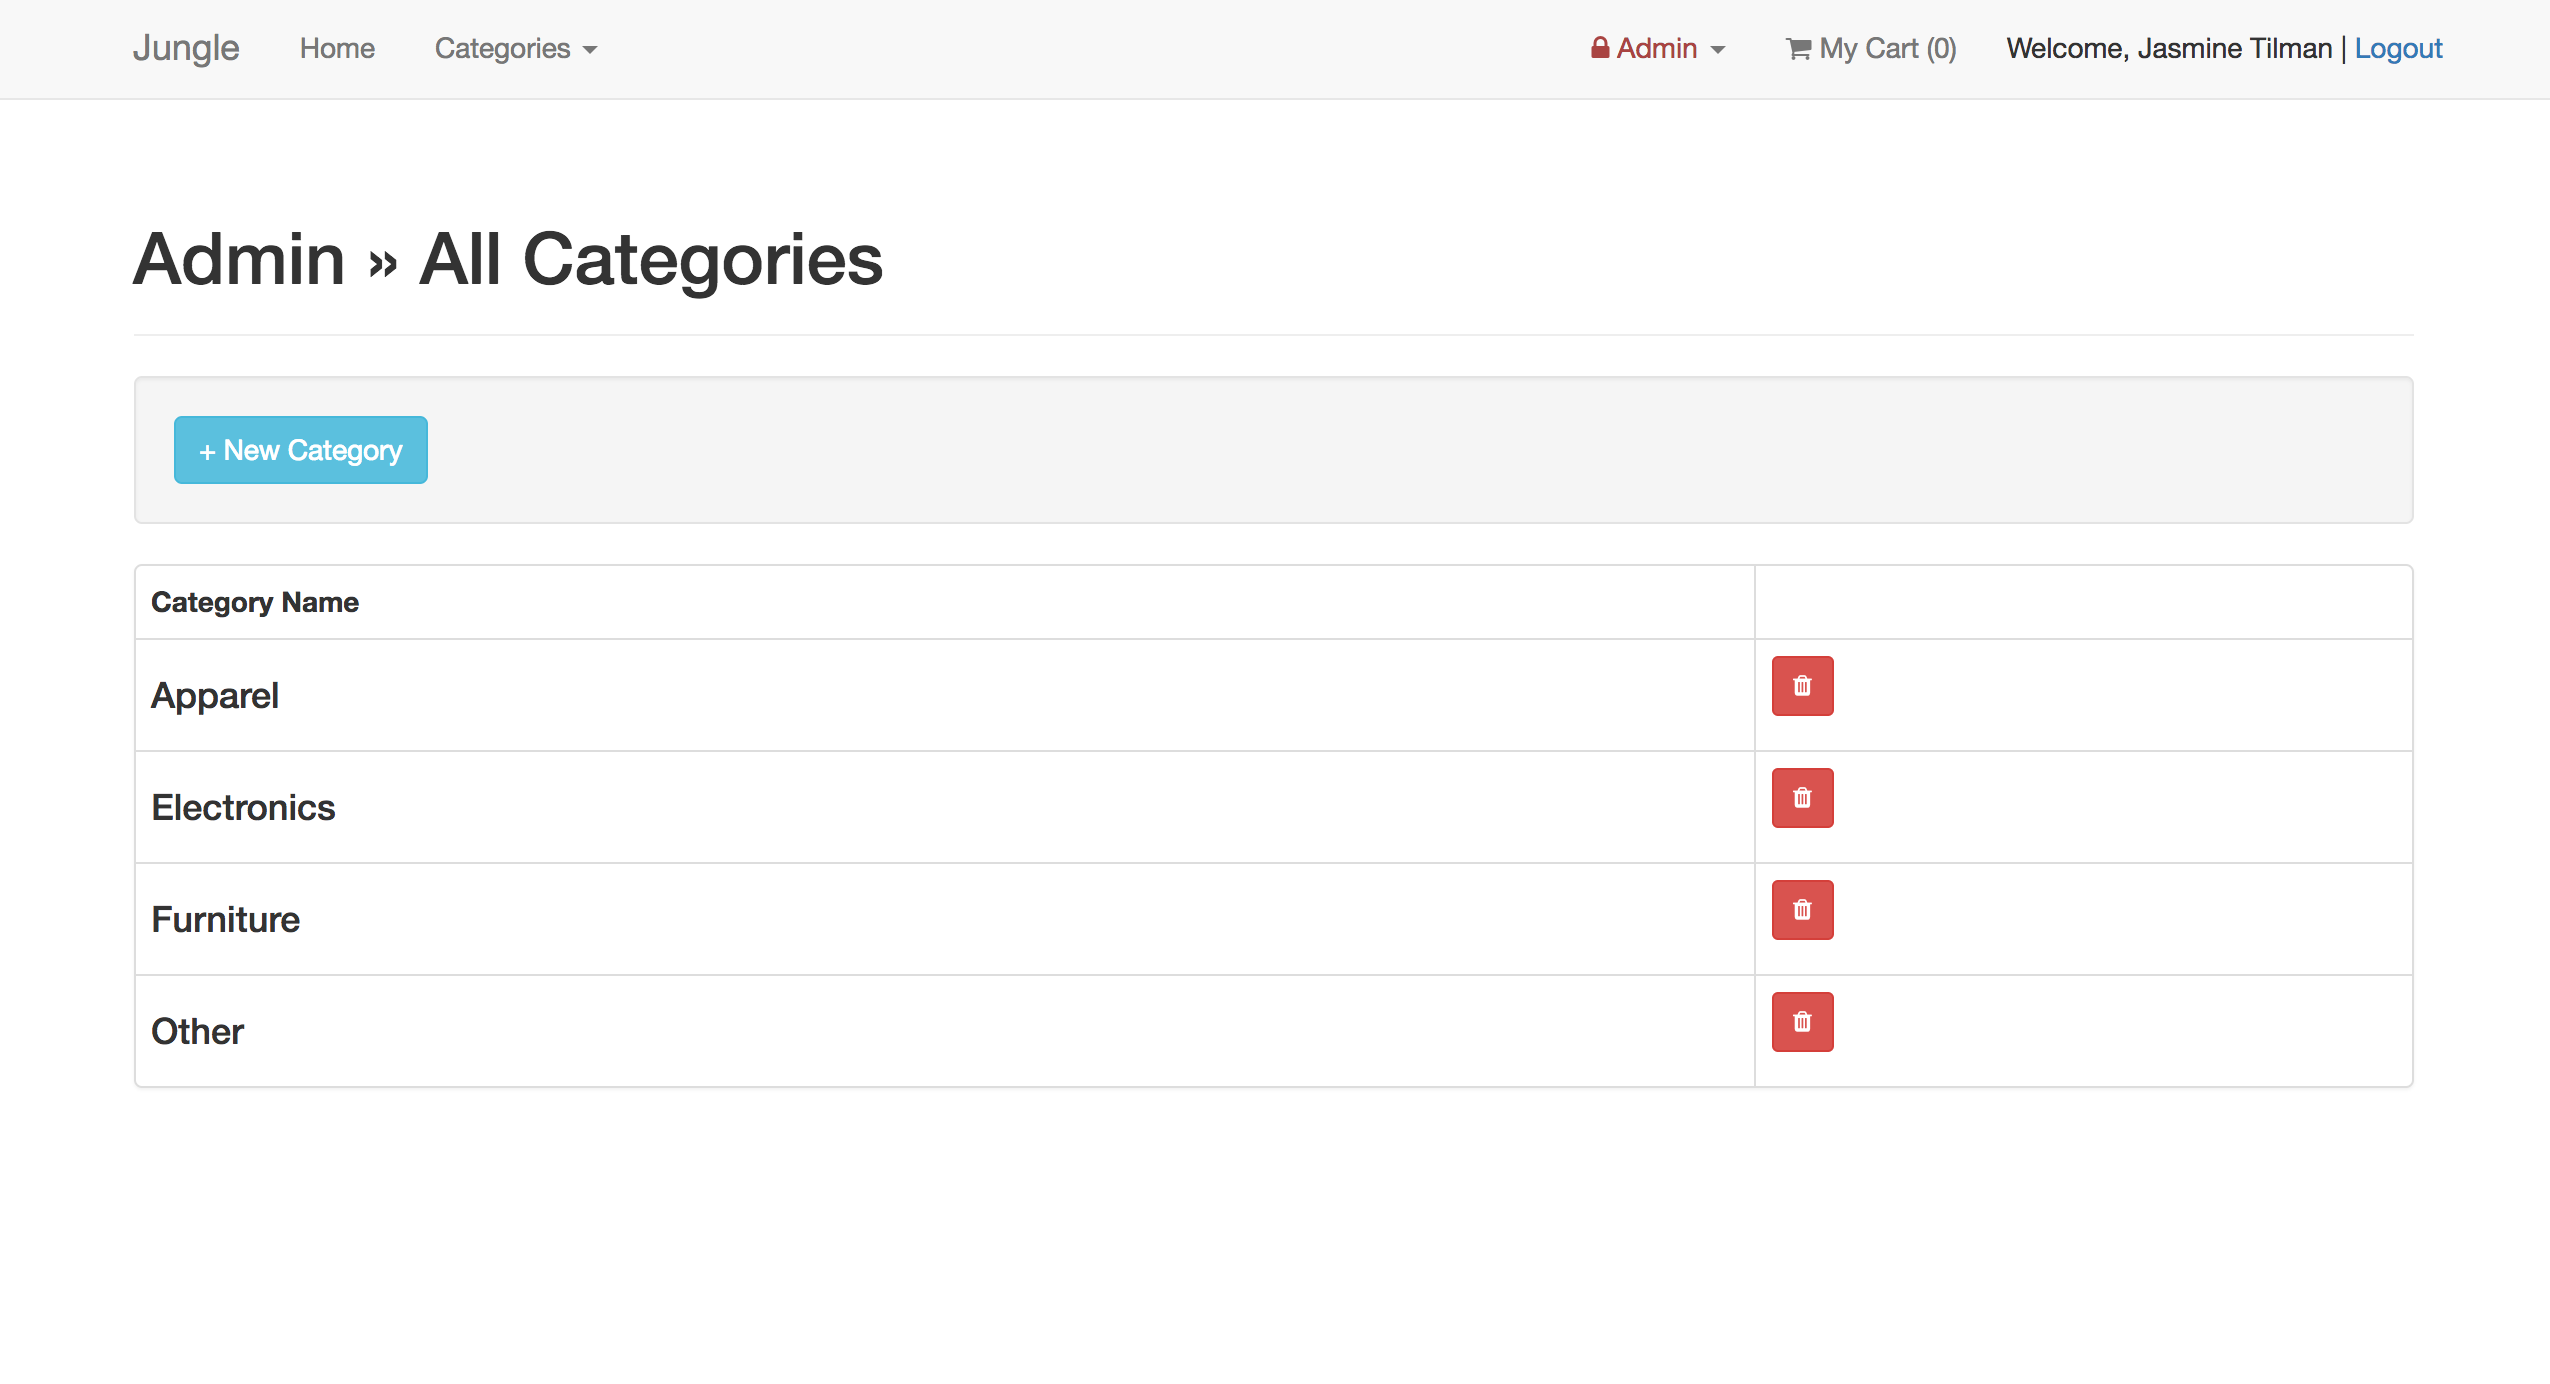 Jungle Home Categories Admin My Cart (0) Welcome, Jasmine Tilman | Logout
Admin » All Categories
+ New Category
Category Name
Apparel
Electronics
Furniture
Other